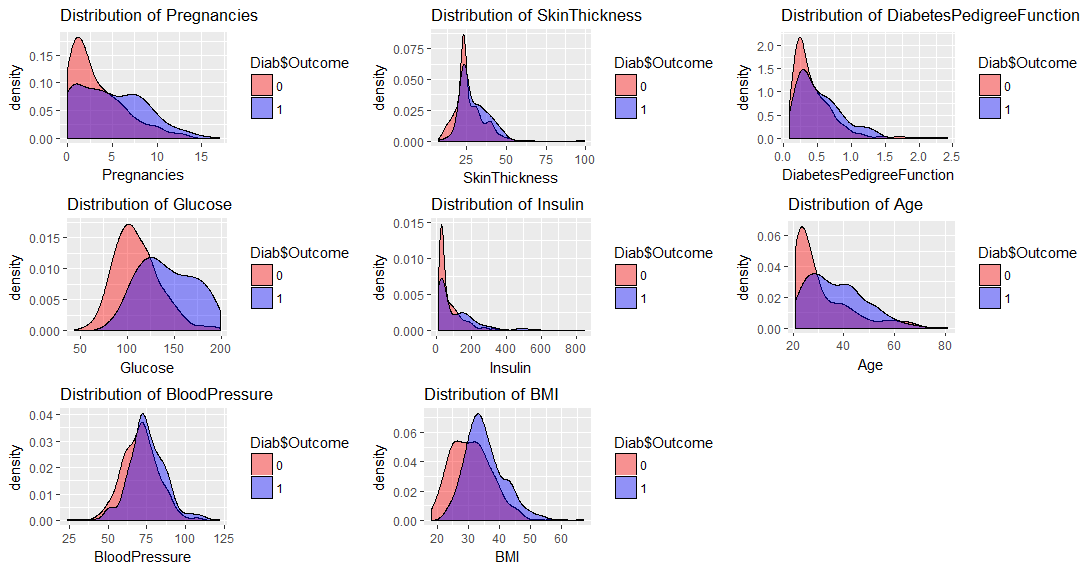 Distribution of Pregnancies
density
0.15
0.10
0.05
0.00
0 5 10 15
Pregnancies
Diab$Outcome
0
1
Distribution of SkinThickness
density
0.075
0.050
0.025
0.000
25 50 75 100
SkinThickness
Diab$Outcome
0
1
Distribution of DiabetesPedigreeFunction
density
2.0
1.5
1.0
0.5
0.0
0.0 0.5 1.0 1.5 2.0 2.5
DiabetesPedigreeFunction
Diab$Outcome
0
1
Distribution of Glucose
density
0.015
0.010
0.005
0.000
50 100 150 200
Glucose
Diab$Outcome
0
1
Distribution of Insulin
density
0.015
0.010
0.005
0.000
0 200 400 600 800
Insulin
Diab$Outcome
0
1
Distribution of Age
density
0.06
0.04
0.02
0.00
20 40 60 80
Age
Diab$Outcome
0
1
Distribution of BloodPressure
density
0.04
0.03
0.02
0.01
0.00
25 50 75 100 125
BloodPressure
Diab$Outcome
0
1
Distribution of BMI
density
0.06
0.04
0.02
0.00
20 30 40 50 60
BMI
Diab$Outcome
0
1